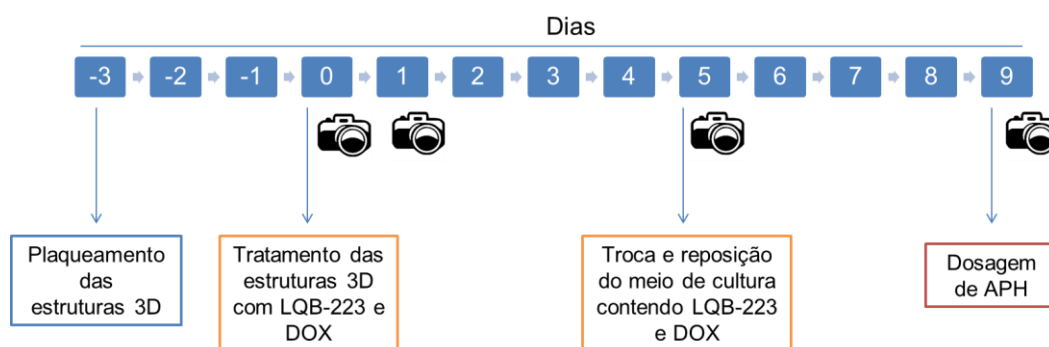 Dias
-3 -2 -1 0 1 2 3 4 5 6 7 8 9
Plaqueamento
das
estruturas 3D
Tratamento das
estruturas 3D
com LQB-223 e
DOX
Troca e reposição
do meio de cultura
contendo LQB-223
e DOX
Dosagem
de APH